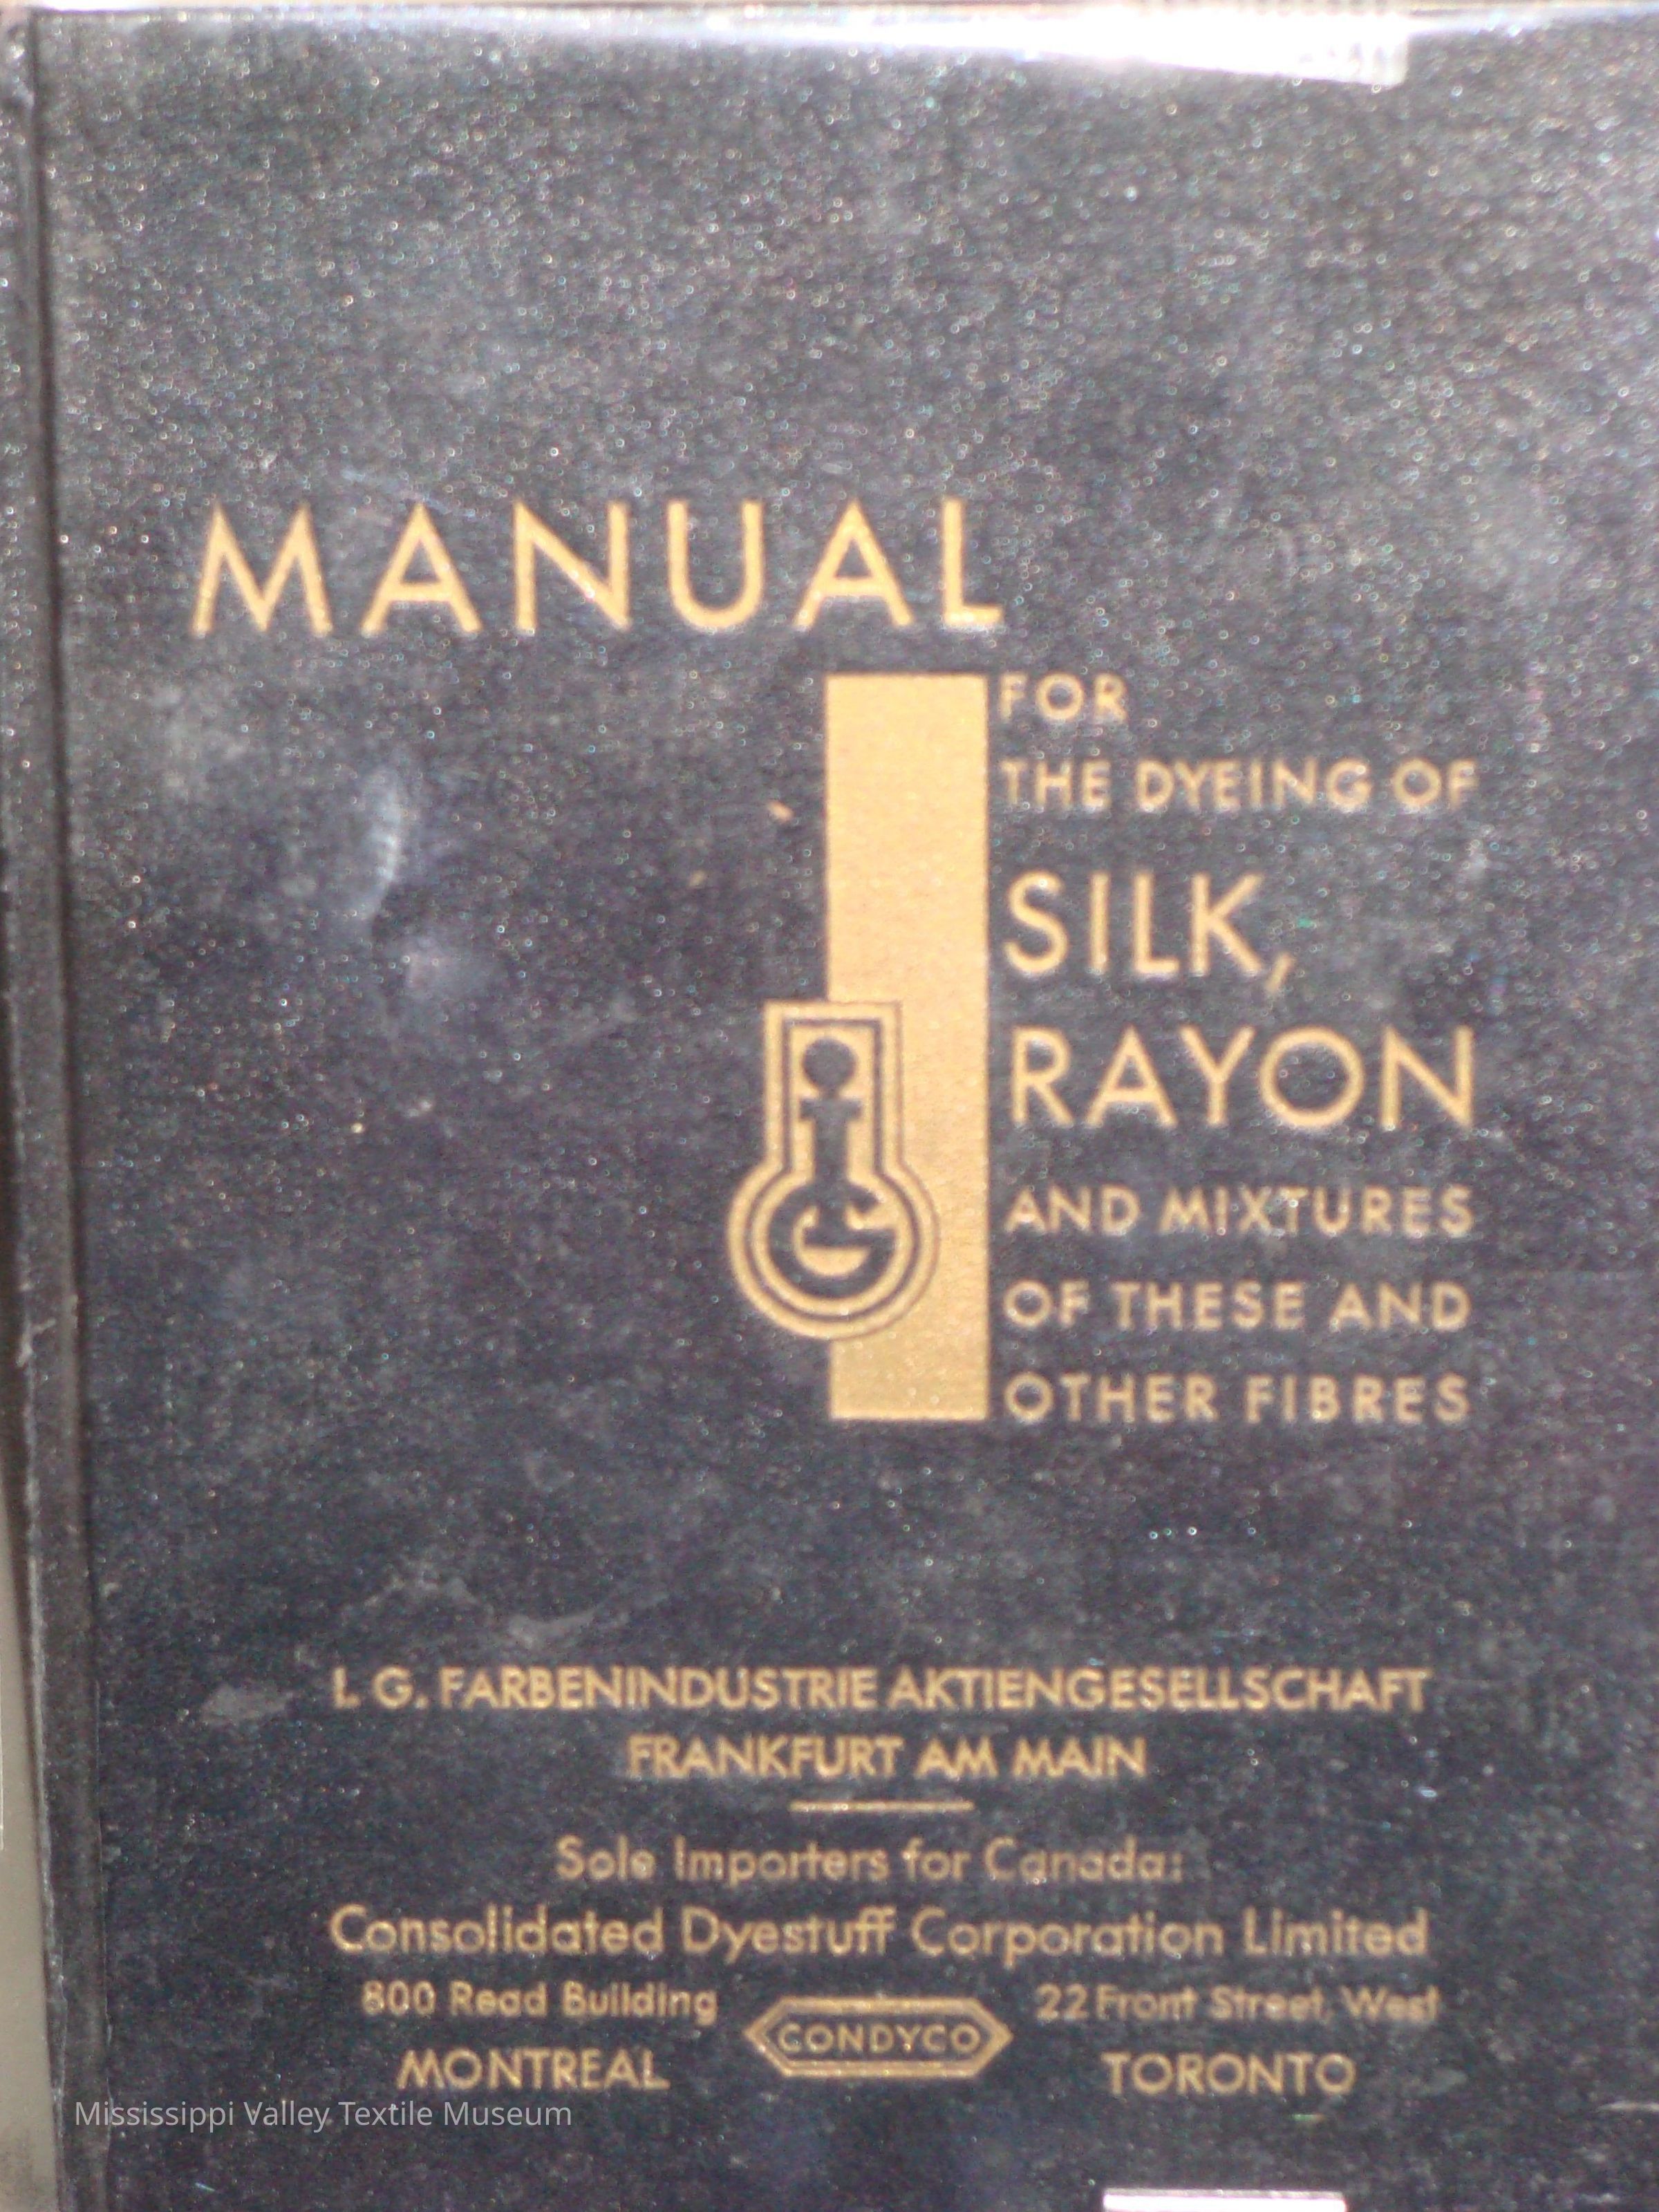 MANUAL
FOR
THE DYEING OF
SILK,
RAYON
AND MIXTURES
OF THESE AND
OTHER FIBRES
iG
I. G. FARBENINDUSTRIE AKTIENGESELLSCHAFT
FRANKFURT AM MAIN
Sole Importers for Canada:
Consolidated Dyestuff Corporation Limited
800 Read Building
MONTREAL
CONDYCO
22 Front Street, West
TORONTO
Mississippi Valley Textile Museum